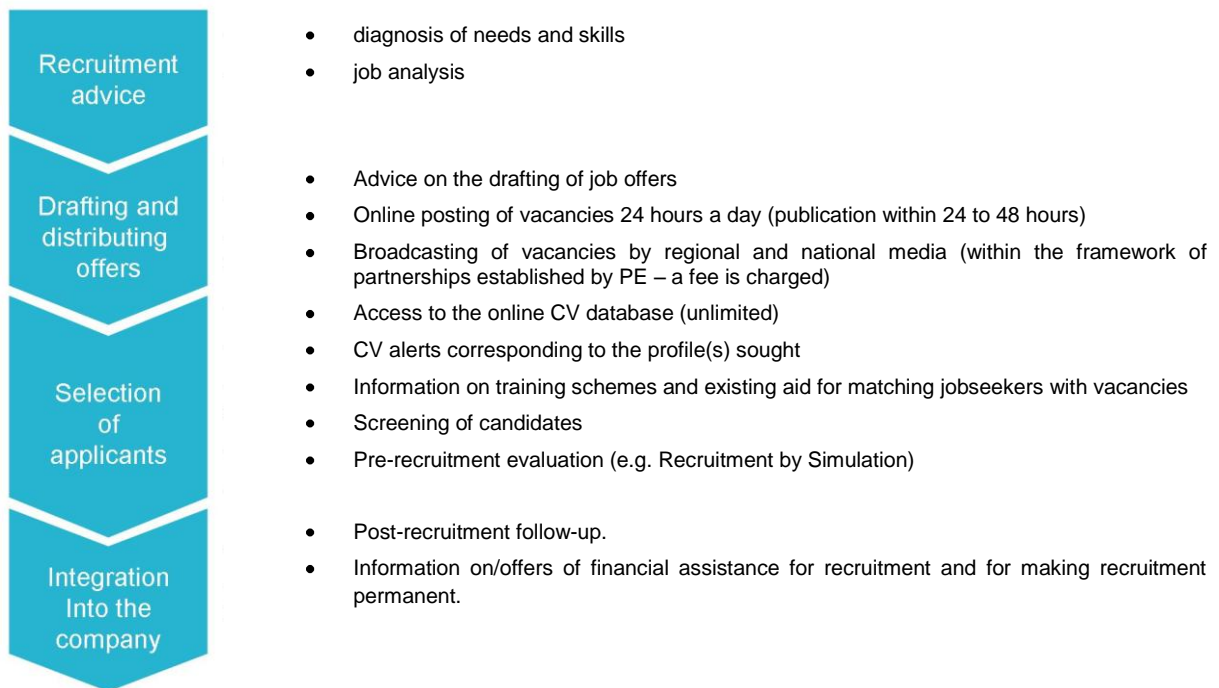 Recruitment
advice
• diagnosis of needs and skills
• job analysis
Drafting and
distributing
offers
• Advice on the drafting of job offers
• Online posting of vacancies 24 hours a day (publication within 24 to 48 hours)
• Broadcasting of vacancies by regional and national media (within the framework of
partnerships established by PE – a fee is charged)
Selection
of
applicants
• Access to the online CV database (unlimited)
• CV alerts corresponding to the profile(s) sought
• Information on training schemes and existing aid for matching jobseekers with vacancies
• Screening of candidates
• Pre-recruitment evaluation (e.g. Recruitment by Simulation)
Integration
Into the
company
• Post-recruitment follow-up.
• Information on/offers of financial assistance for recruitment and for making recruitment
permanent.